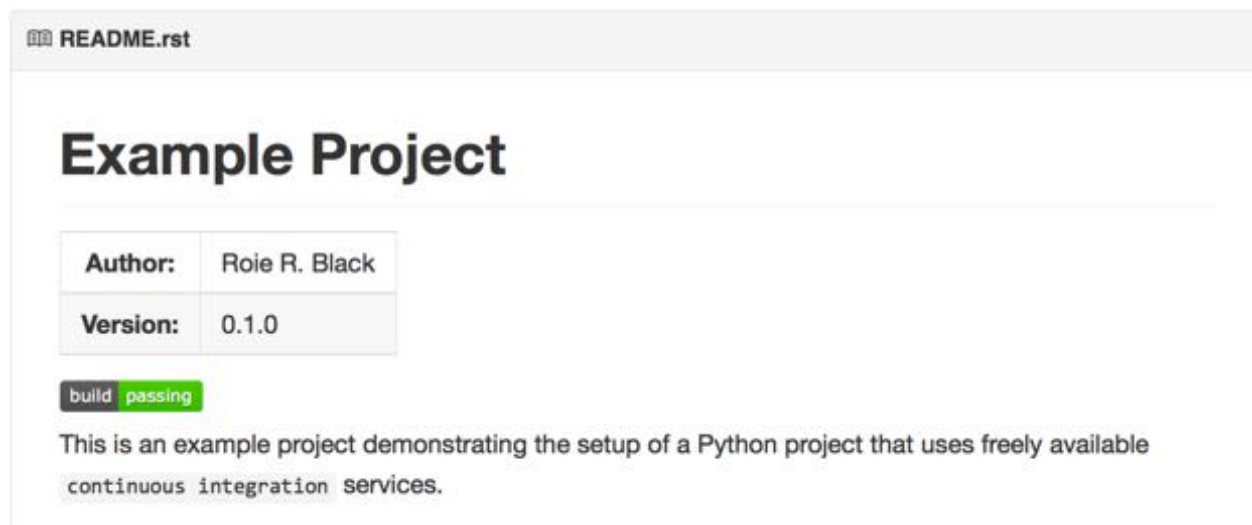 README.rst
Example Project
Author: Roie R. Black
Version: 0.1.0
build passing
This is an example project demonstrating the setup of a Python project that uses freely available
continuous integration services.